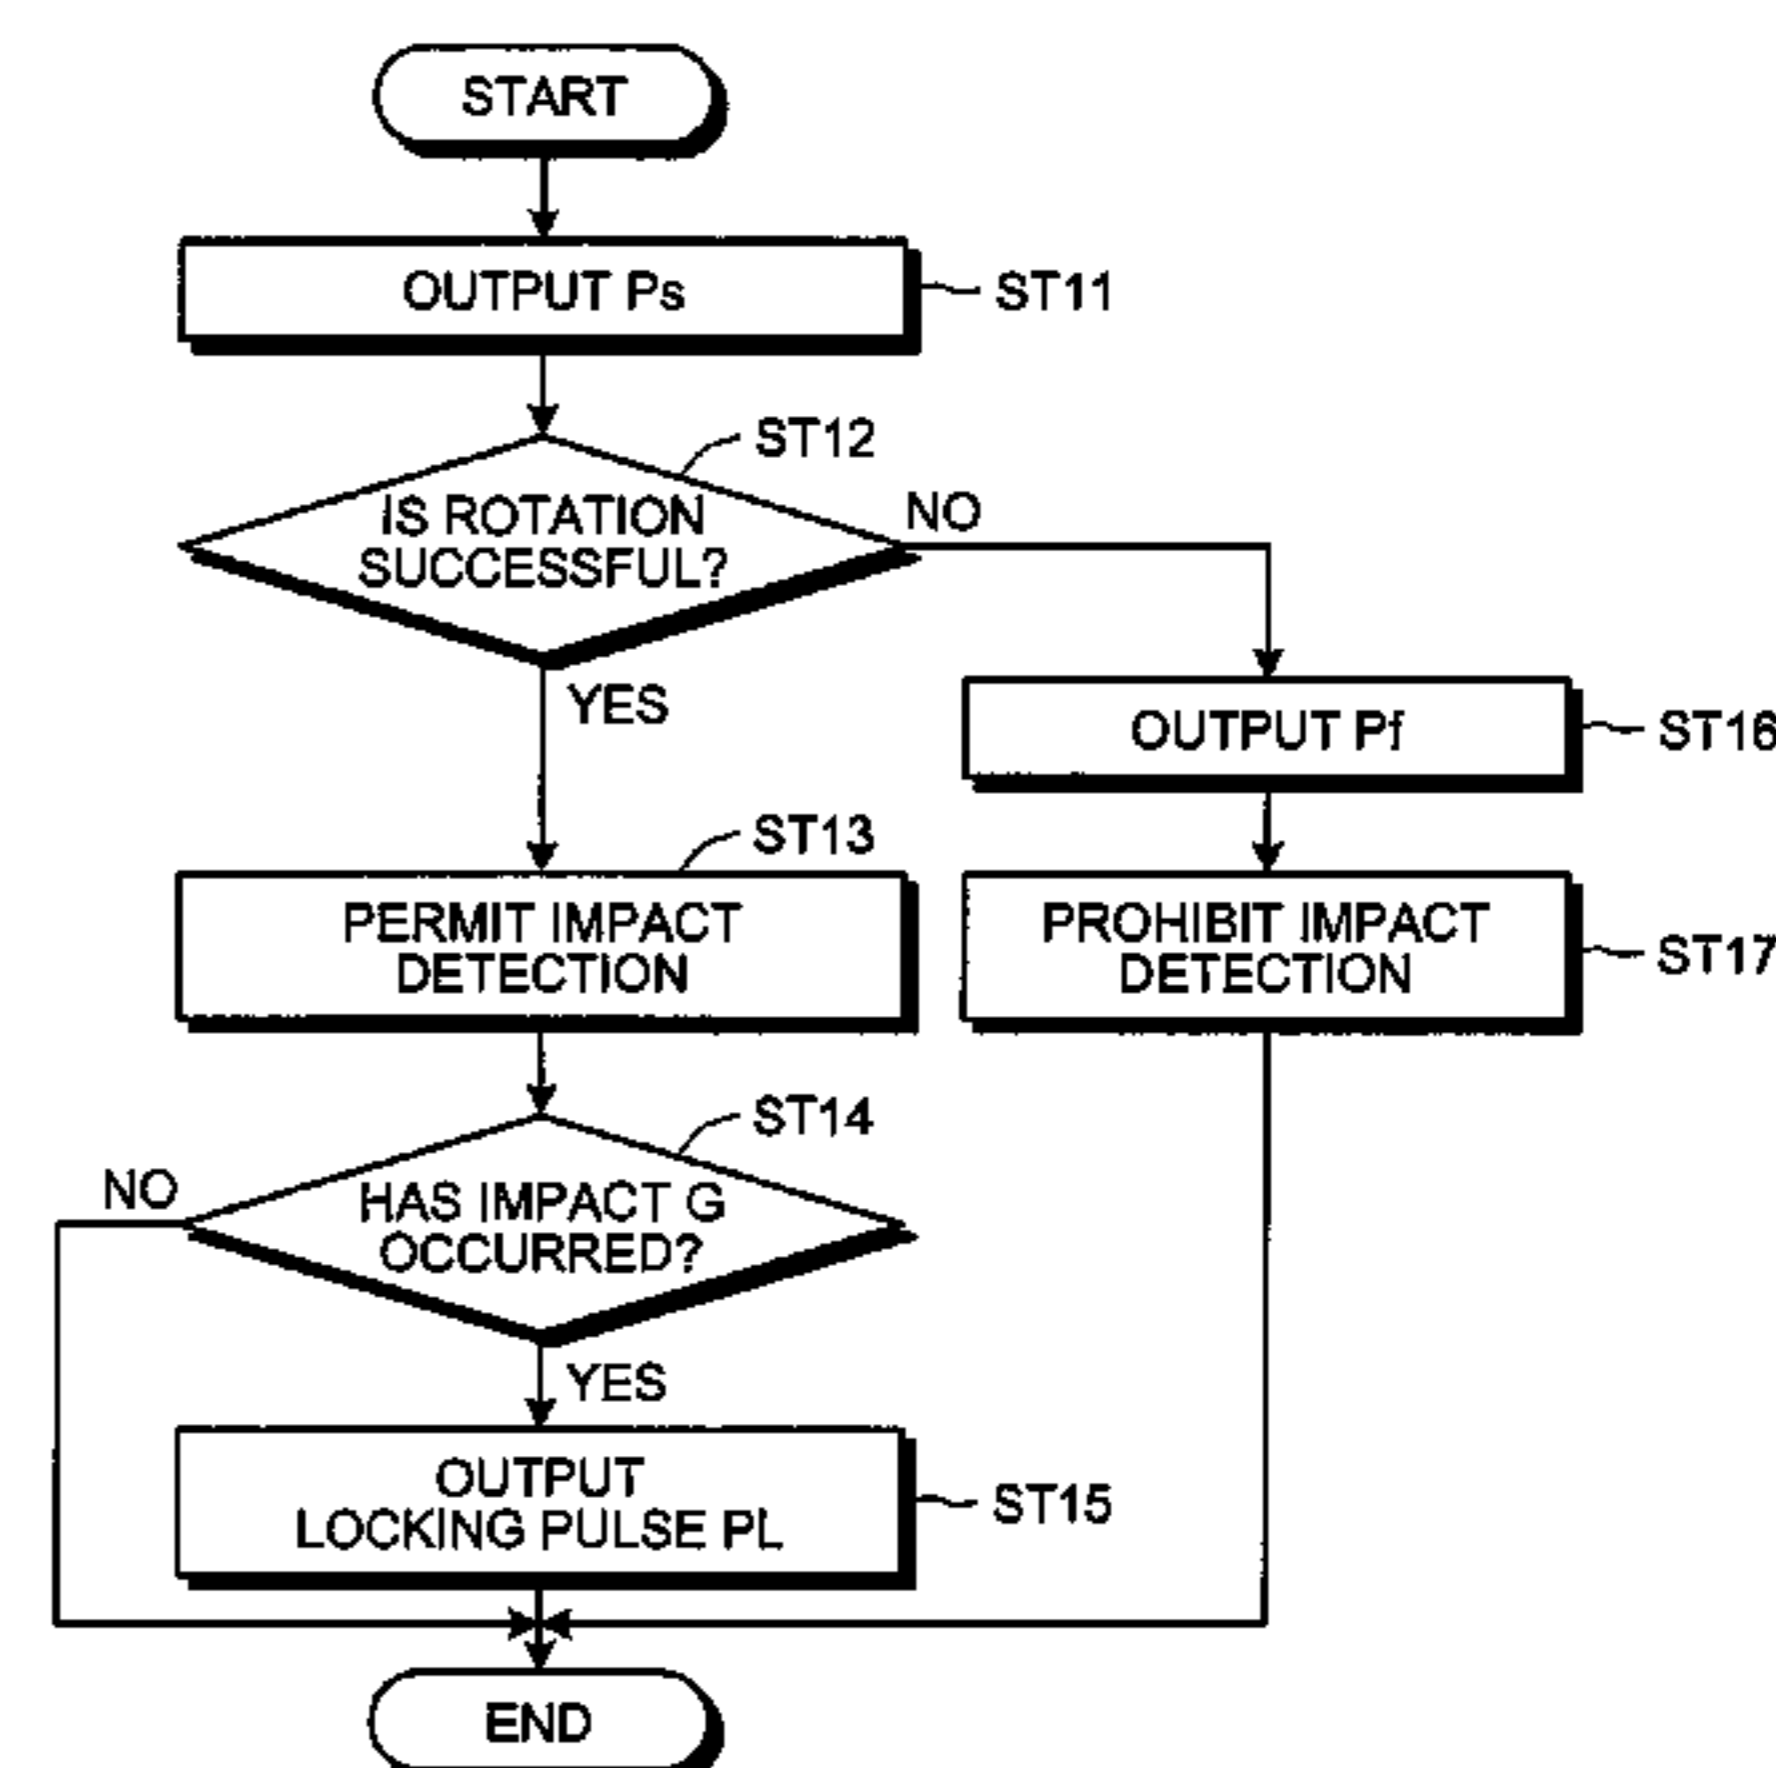 START
OUTPUT Ps
ST11
ST12
IS ROTATION
SUCCESSFUL?
NO
YES
OUTPUT Pf
ST16
ST13
PERMIT IMPACT
DETECTION
PROHIBIT IMPACT
DETECTION
ST17
ST14
NO
HAS IMPACT G
OCCURRED?
YES
OUTPUT
LOCKING PULSE PL
ST15
END